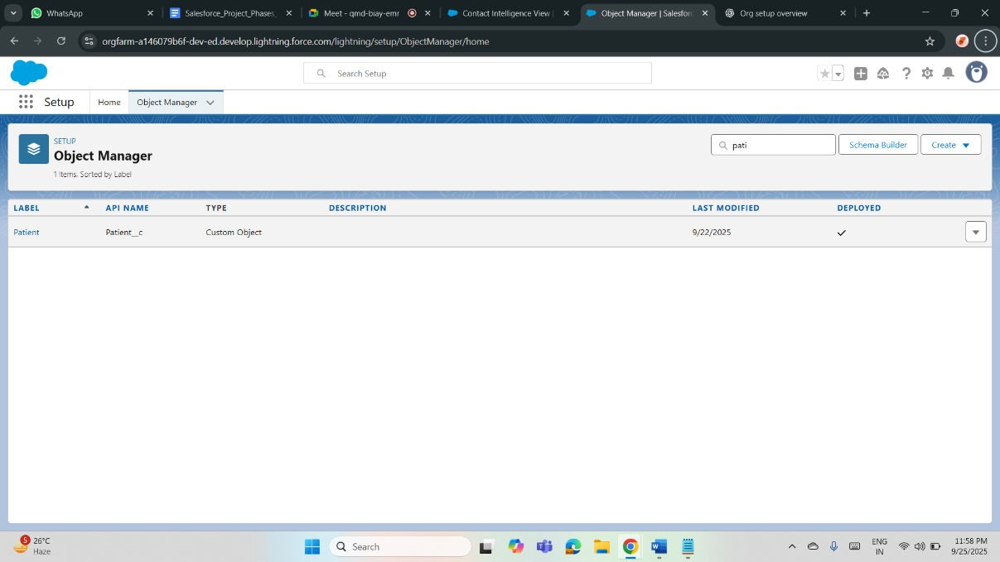 WhatsApp
Salesforce_Project_Phases_
Meet - qmd-biay-emr
Contact Intelligence View |
Object Manager | Salesforc
Org setup overview
orgfarm-a146079b6f-dev-ed.develop.lightning.force.com/lightning/setup/ObjectManager/home
Search Setup
Setup
Home
Object Manager
SETUP
Object Manager
1 Items, Sorted by Label
pati
Schema Builder
Create
LABEL API NAME TYPE DESCRIPTION LAST MODIFIED DEPLOYED
Patient Patient__c Custom Object 9/22/2025
5
26°C
Haze
Search
ENG
IN
11:58 PM
9/25/2025